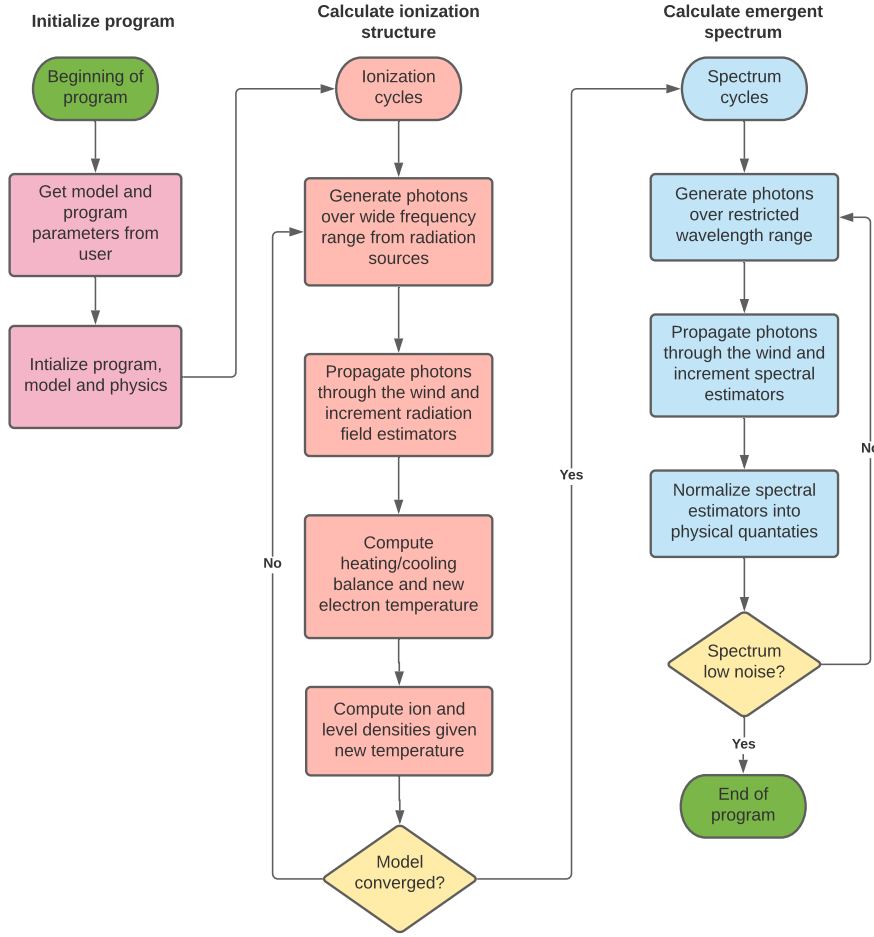 Initialize program
Beginning of
program
Get model and
program
parameters from
user
Intialize program,
model and physics
Calculate ionization
structure
Ionization
cycles
Generate photons
over wide frequency
range from radiation
sources
Propagate photons
through the wind and
increment radiation
field estimators
Compute
heating/cooling
balance and new
electron temperature
Compute ion and
level densities given
new temperature
Model
converged?
No
Yes
Calculate emergent
spectrum
Spectrum
cycles
Generate photons
over restricted
wavelength range
Propagate photons
through the wind and
increment spectral
estimators
Normalize spectral
estimators into
physical quantaties
Spectrum
low noise?
No
Yes
End of
program